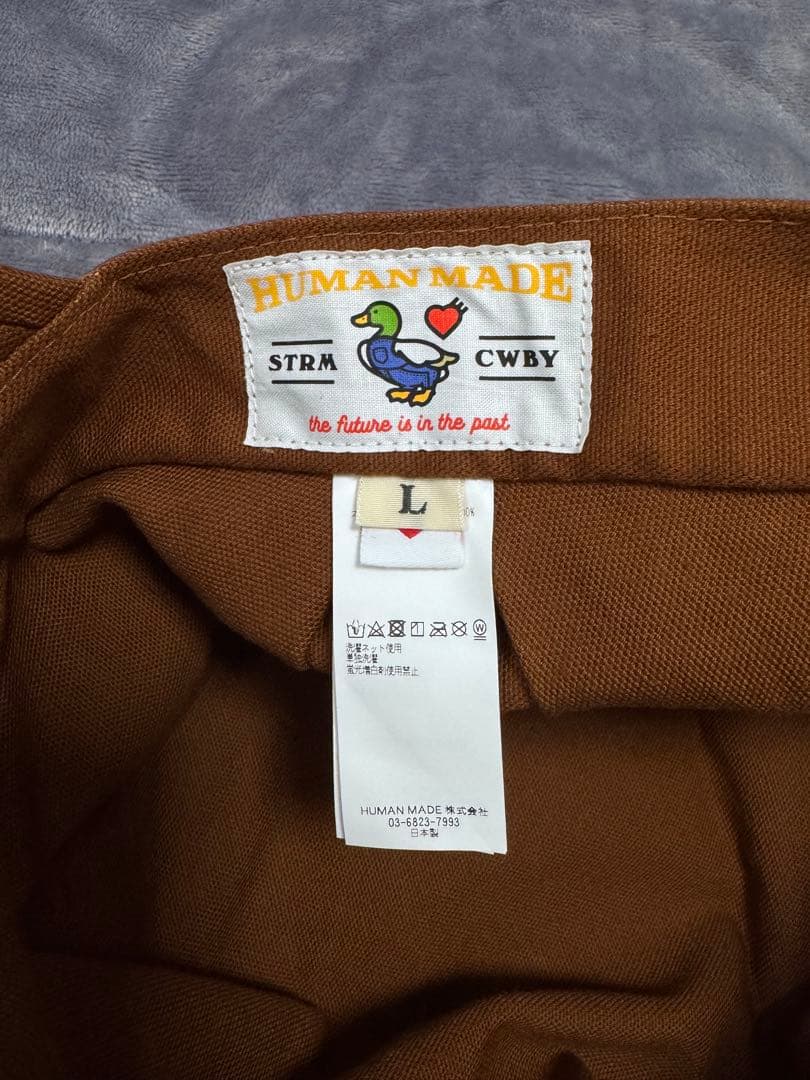 HUMAN MADE
STRM CWBY
the future is in the past
L
洗濯ネット使用
単独洗濯
蛍光増白剤使用禁止
HUMAN MADE 株式会社
03-6823-7993
日本製